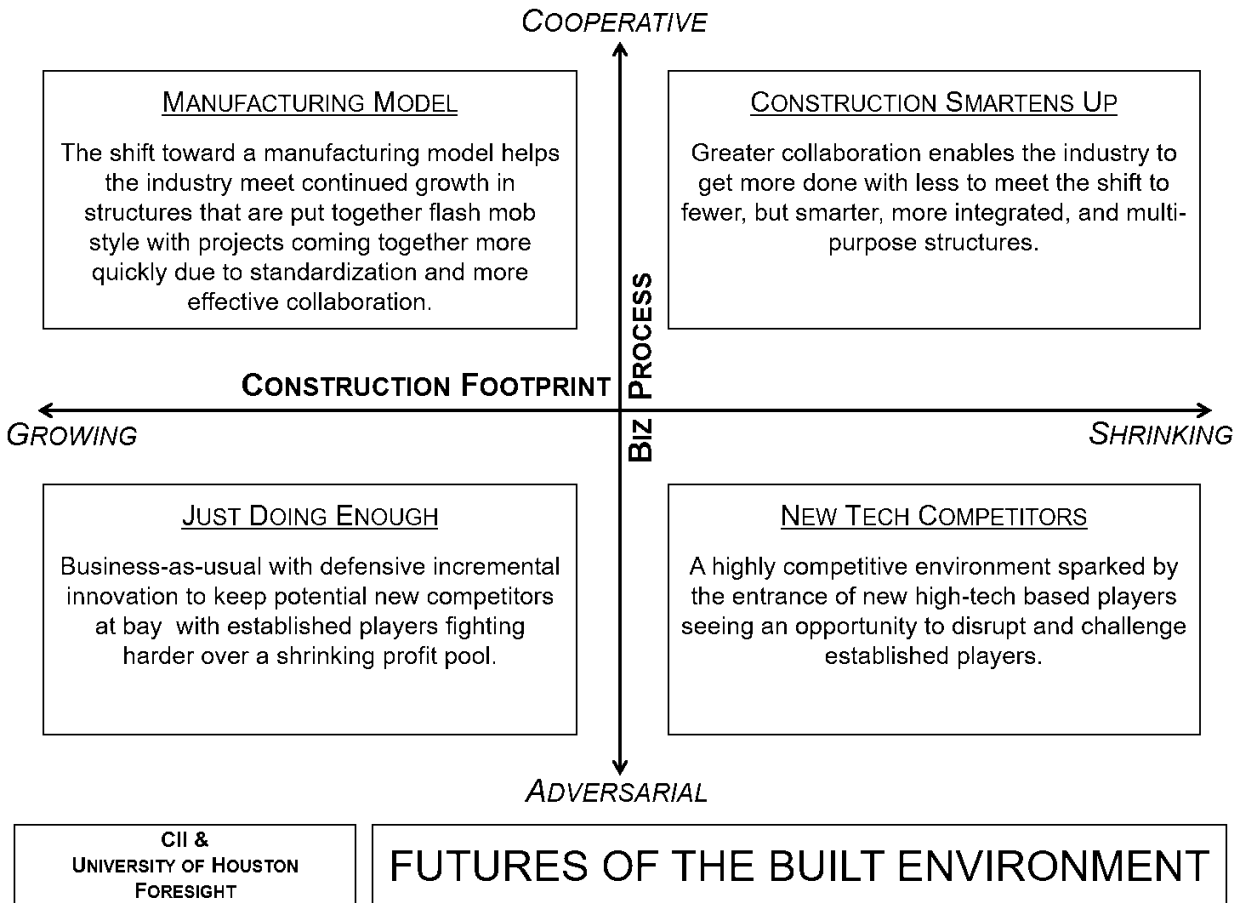 COOPERATIVE
MANUFACTURING MODEL
The shift toward a manufacturing model helps
the industry meet continued growth in
structures that are put together flash mob
style with projects coming together more
quickly due to standardization and more
effective collaboration.
CONSTRUCTION SMARTENS UP
Greater collaboration enables the industry to
get more done with less to meet the shift to
fewer, but smarter, more integrated, and multi-
purpose structures.
CONSTRUCTION FOOTPRINT
BIZ PROCESS
GROWING
SHRINKING
JUST DOING ENOUGH
Business-as-usual with defensive incremental
innovation to keep potential new competitors
at bay with established players fighting
harder over a shrinking profit pool.
NEW TECH COMPETITORS
A highly competitive environment sparked by
the entrance of new high-tech based players
seeing an opportunity to disrupt and challenge
established players.
ADVERSARIAL
CII &
UNIVERSITY OF HOUSTON
FORESIGHT
FUTURES OF THE BUILT ENVIRONMENT